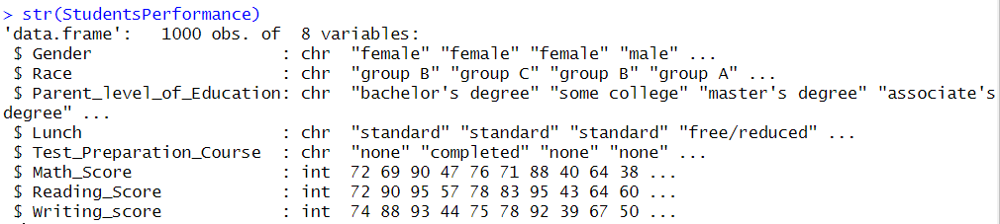 > str(StudentsPerformance)
'data.frame':   1000 obs. of  8 variables:
 $ Gender                   : chr  "female" "female" "female" "male" ...
 $ Race                     : chr  "group B" "group C" "group B" "group A" ...
 $ Parent_level_of_Education: chr  "bachelor's degree" "some college" "master's degree" "associate's
degree" ...
 $ Lunch                    : chr  "standard" "standard" "standard" "free/reduced" ...
 $ Test_Preparation_Course  : chr  "none" "completed" "none" "none" ...
 $ Math_Score               : int  72 69 90 47 76 71 88 40 64 38 ...
 $ Reading_Score            : int  72 90 95 57 78 83 95 43 64 60 ...
 $ Writing_score            : int  74 88 93 44 75 78 92 39 67 50 ...